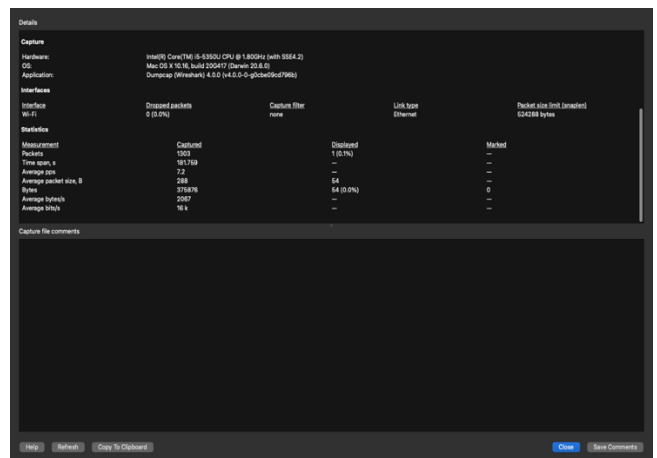 Details
Capture
Hardware: Intel(R) Core(TM) i5-5350U CPU @ 1.80GHz (with SSE4.2)
OS: Mac OS X 10.16, build 20G417 (Darwin 20.6.0)
Application: Dumpcap (Wireshark) 4.0.0 (v4.0.0-0-g0cbe09cd796b)
Interfaces
Interface Dropped packets Capture filter Link type Packet size limit (snaplen)
Wi-Fi 0 (0.0%) none Ethernet 524288 bytes
Statistics
Measurement Captured Displayed Marked
Packets 1303 1 (0.1%) —
Time span, s 181.759 — —
Average pps 7.2 — —
Average packet size, B 288 54 —
Bytes 375876 54 (0.0%) 0
Average bytes/s 2067 — —
Average bits/s 16 k — —
Capture file comments
Help Refresh Copy To Clipboard Close Save Comments